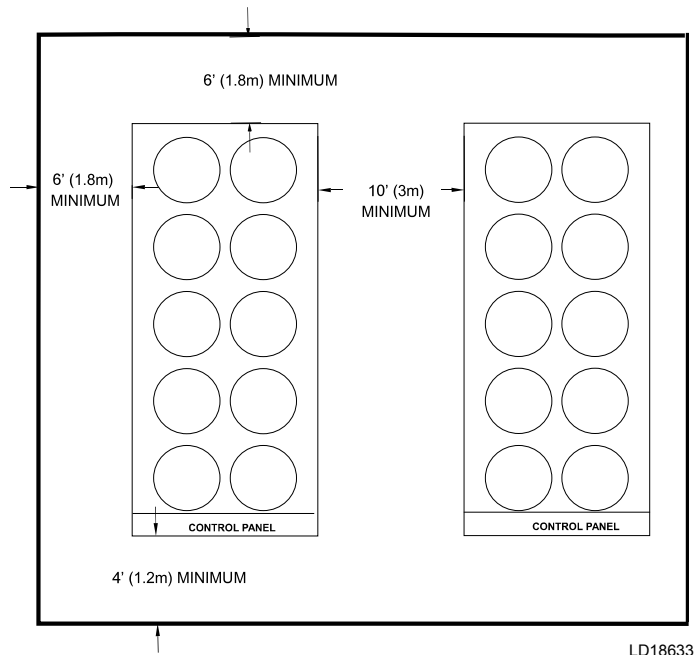 6’ (1.8m) MINIMUM
6’ (1.8m)
MINIMUM
10’ (3m)
MINIMUM
CONTROL PANEL
CONTROL PANEL
4’ (1.2m) MINIMUM
LD18633